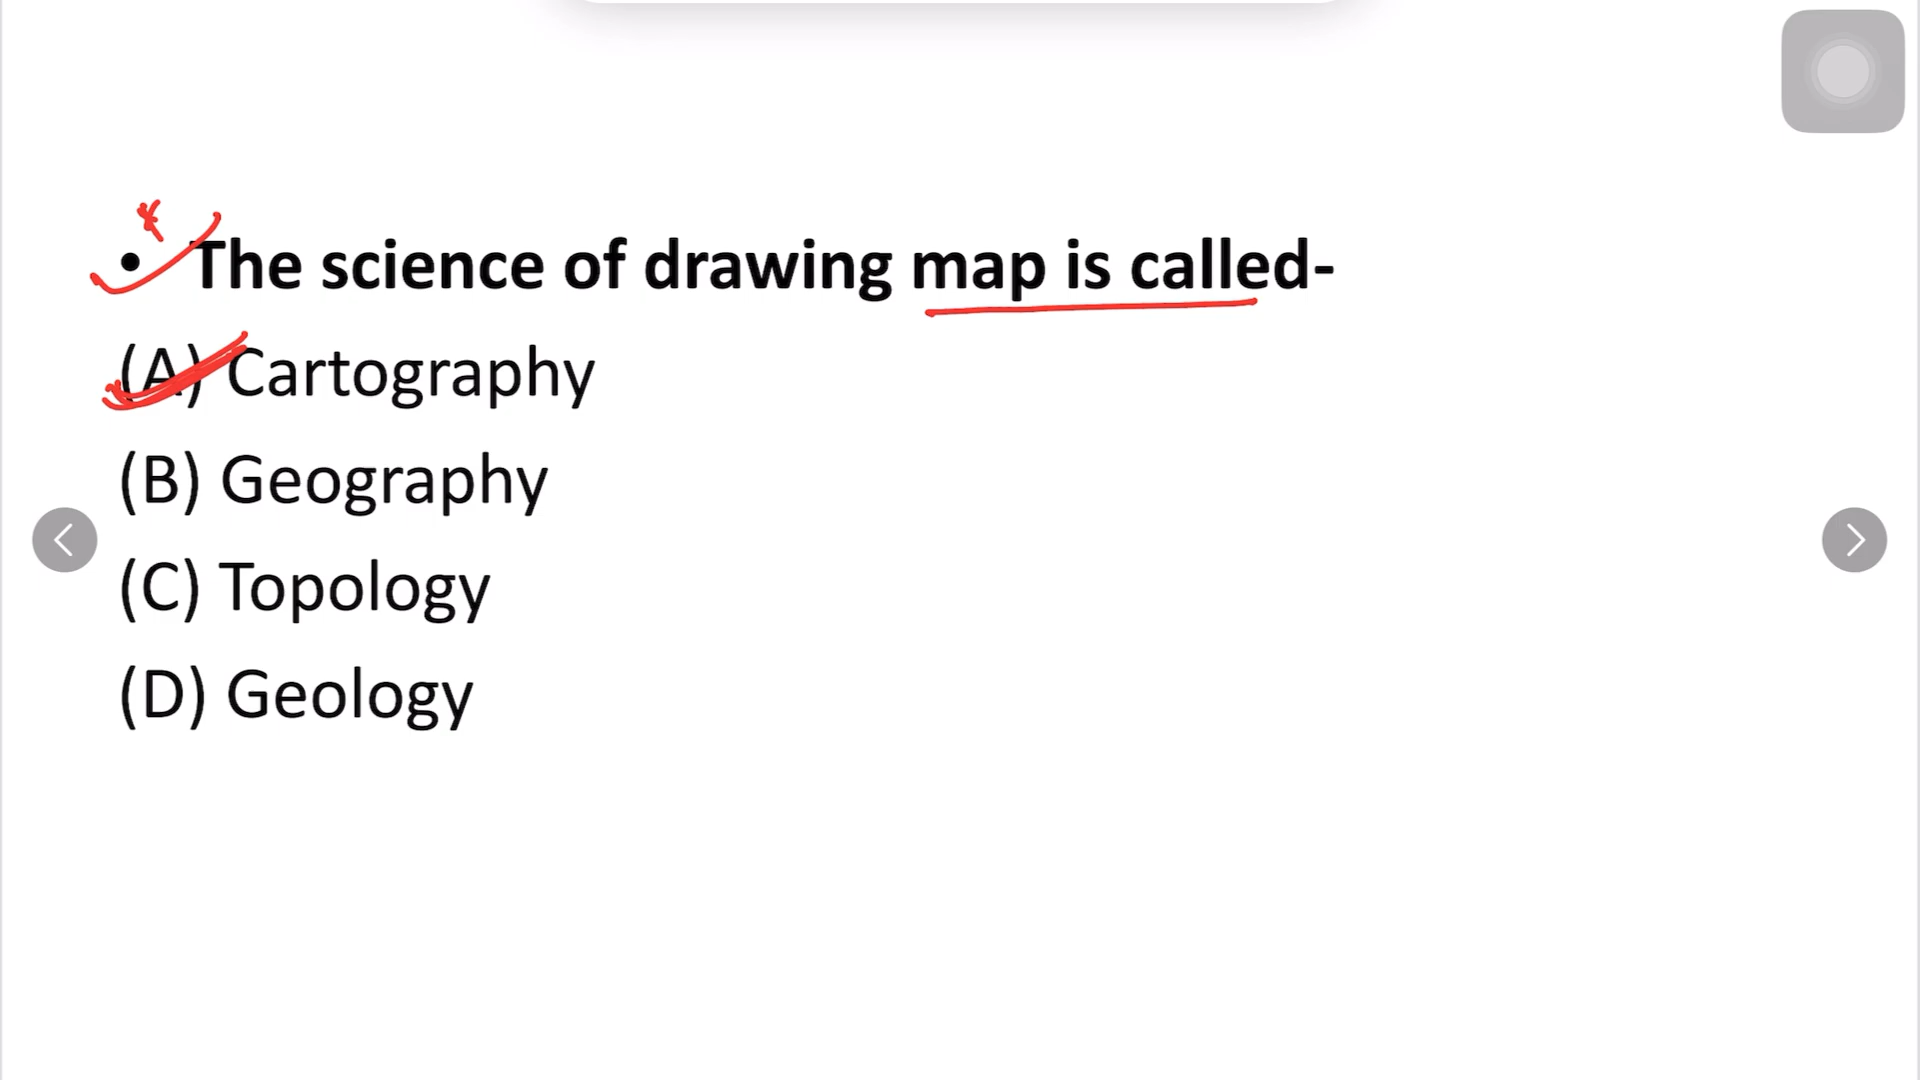 • The science of drawing map is called-
(A) Cartography
(B) Geography
(C) Topology
(D) Geology